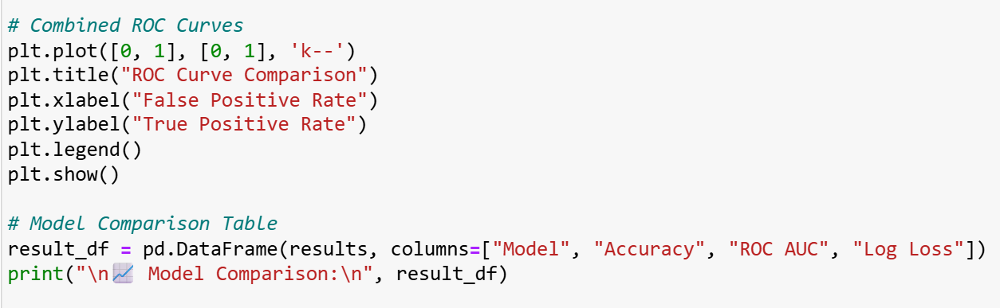 # Combined ROC Curves
plt.plot([0, 1], [0, 1], 'k--')
plt.title("ROC Curve Comparison")
plt.xlabel("False Positive Rate")
plt.ylabel("True Positive Rate")
plt.legend()
plt.show()
# Model Comparison Table
result_df = pd.DataFrame(results, columns=["Model", "Accuracy", "ROC AUC", "Log Loss"])
print("\n📈 Model Comparison:\n", result_df)